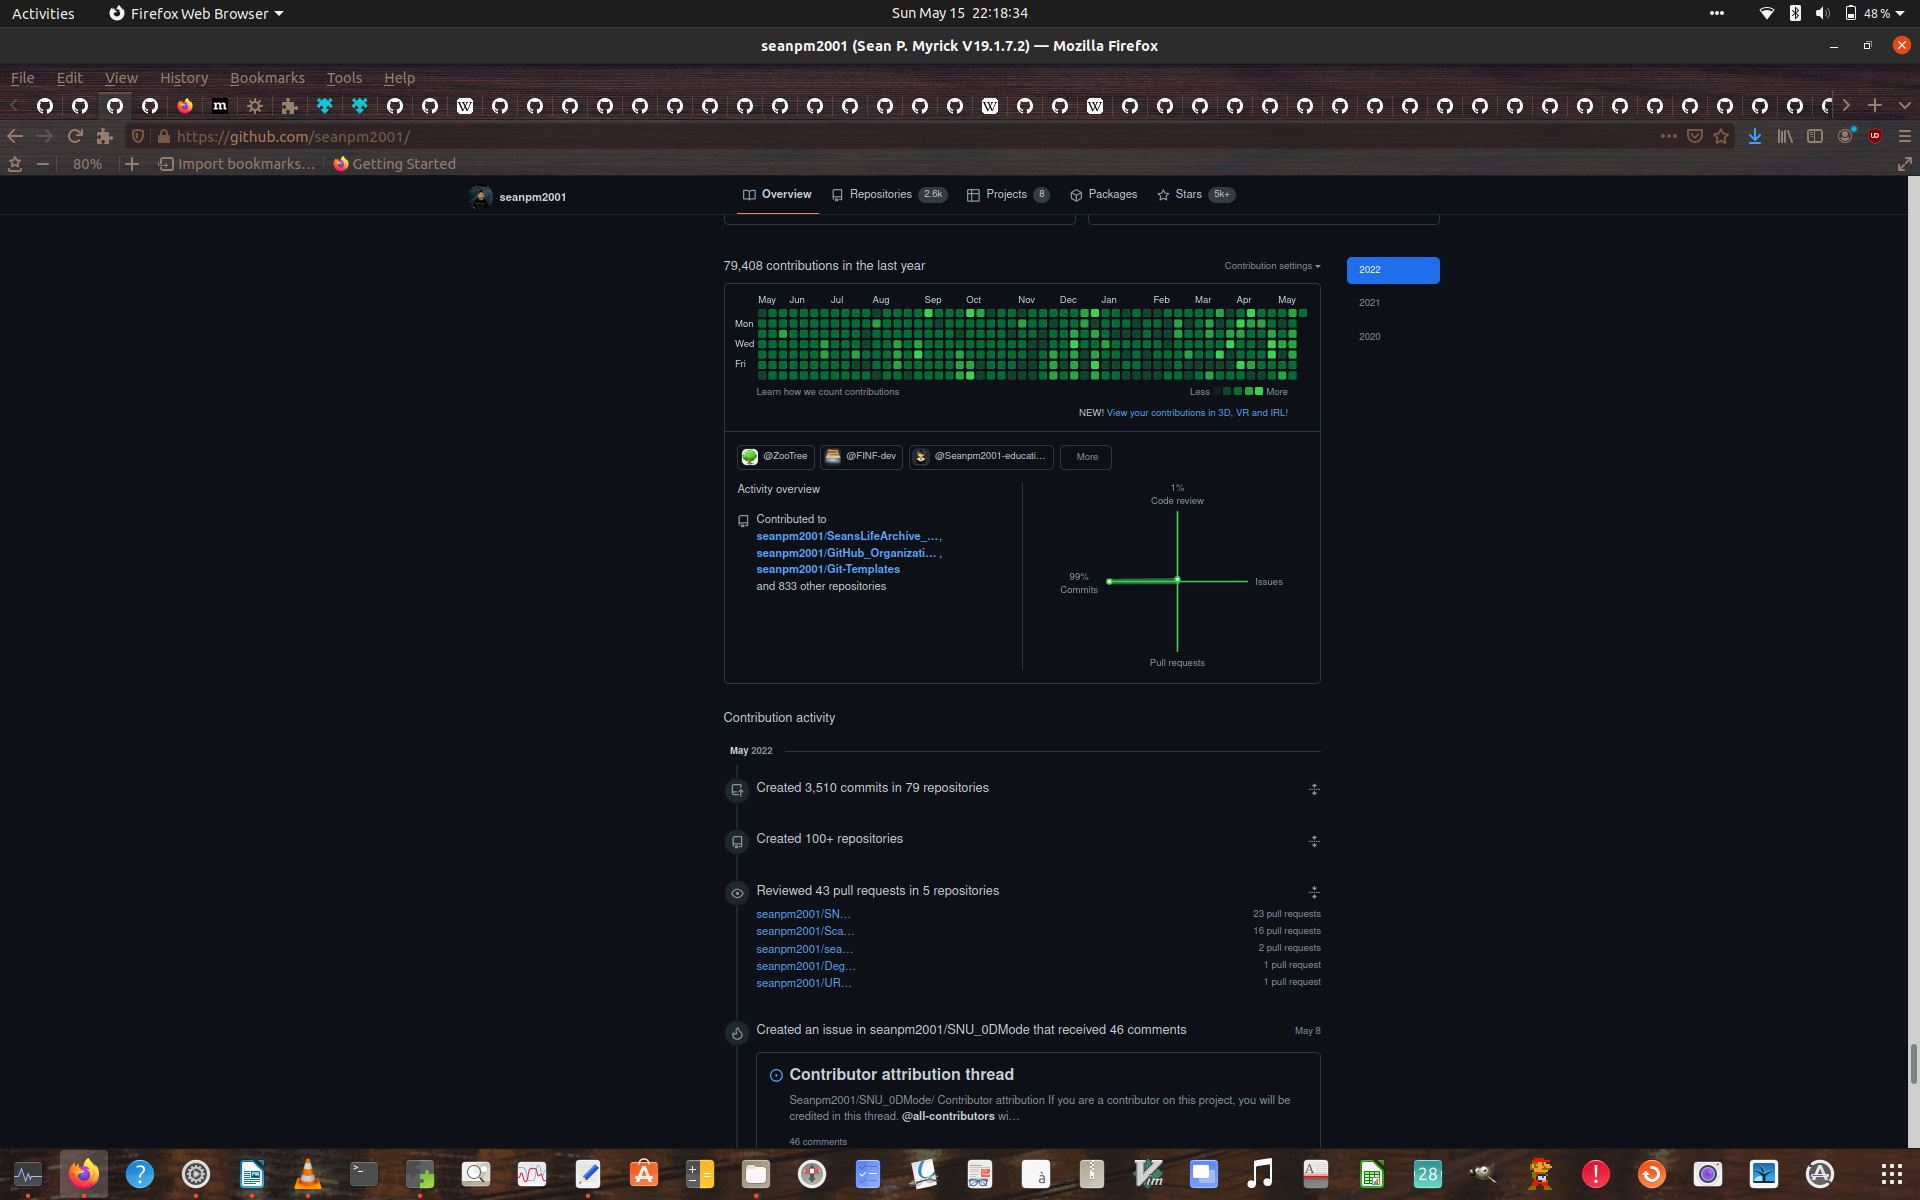 Activities Firefox Web Browser Sun May 15 22:18:34 48 %
seanpm2001 (Sean P. Myrick V19.1.7.2) — Mozilla Firefox
File Edit View History Bookmarks Tools Help
https://github.com/seanpm2001/
80% Import bookmarks... Getting Started
seanpm2001 Overview Repositories 2.6k Projects 8 Packages Stars 5k+
79,408 contributions in the last year Contribution settings
2022
2021
2020
May Jun Jul Aug Sep Oct Nov Dec Jan Feb Mar Apr May
Mon
Wed
Fri
Learn how we count contributions Less More
NEW! View your contributions in 3D, VR and IRL!
@ZooTree @FINF-dev @Seanpm2001-educati... More
Activity overview
Contributed to
seanpm2001/SeansLifeArchive_...,
seanpm2001/GitHub_Organizati... ,
seanpm2001/Git-Templates
and 833 other repositories
1%
Code review
99%
Commits
Issues
Pull requests
Contribution activity
May 2022
Created 3,510 commits in 79 repositories
Created 100+ repositories
Reviewed 43 pull requests in 5 repositories
seanpm2001/SN... 23 pull requests
seanpm2001/Sca... 16 pull requests
seanpm2001/sea... 2 pull requests
seanpm2001/Deg... 1 pull request
seanpm2001/UR... 1 pull request
Created an issue in seanpm2001/SNU_0DMode that received 46 comments May 8
Contributor attribution thread
Seanpm2001/SNU_0DMode/ Contributor attribution If you are a contributor on this project, you will be
credited in this thread. @all-contributors wi...
46 comments
28